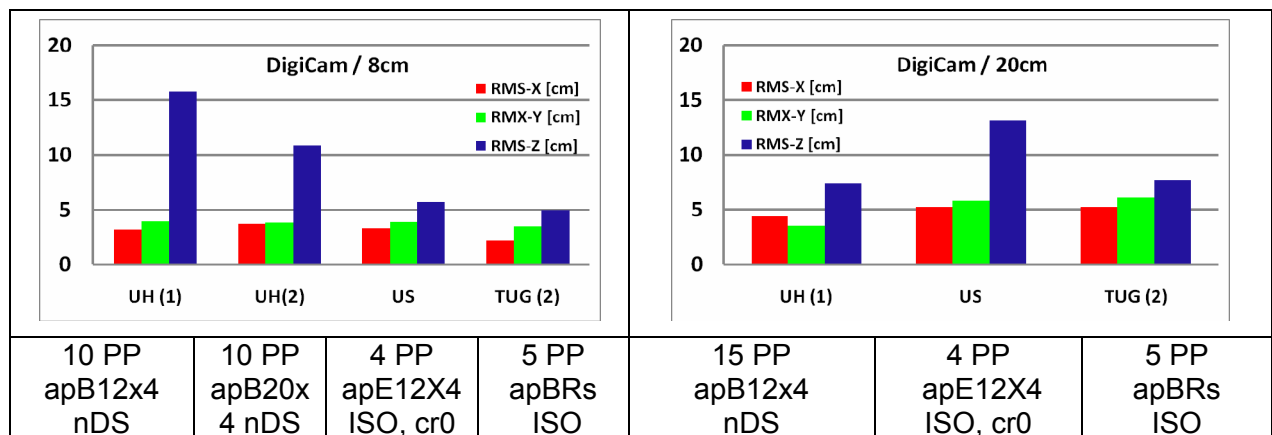 20
15
10
5
0
DigiCam / 8cm
RMS-X [cm]
RMX-Y [cm]
RMS-Z [cm]
UH (1) UH(2) US TUG (2)
20
15
10
5
0
DigiCam / 20cm
RMS-X [cm]
RMX-Y [cm]
RMS-Z [cm]
UH (1) US TUG (2)
10 PP
apB12x4
nDS
10 PP
apB20x
4 nDS
4 PP
apE12X4
ISO, cr0
5 PP
apBRs
ISO
15 PP
apB12x4
nDS
4 PP
apE12X4
ISO, cr0
5 PP
apBRs
ISO